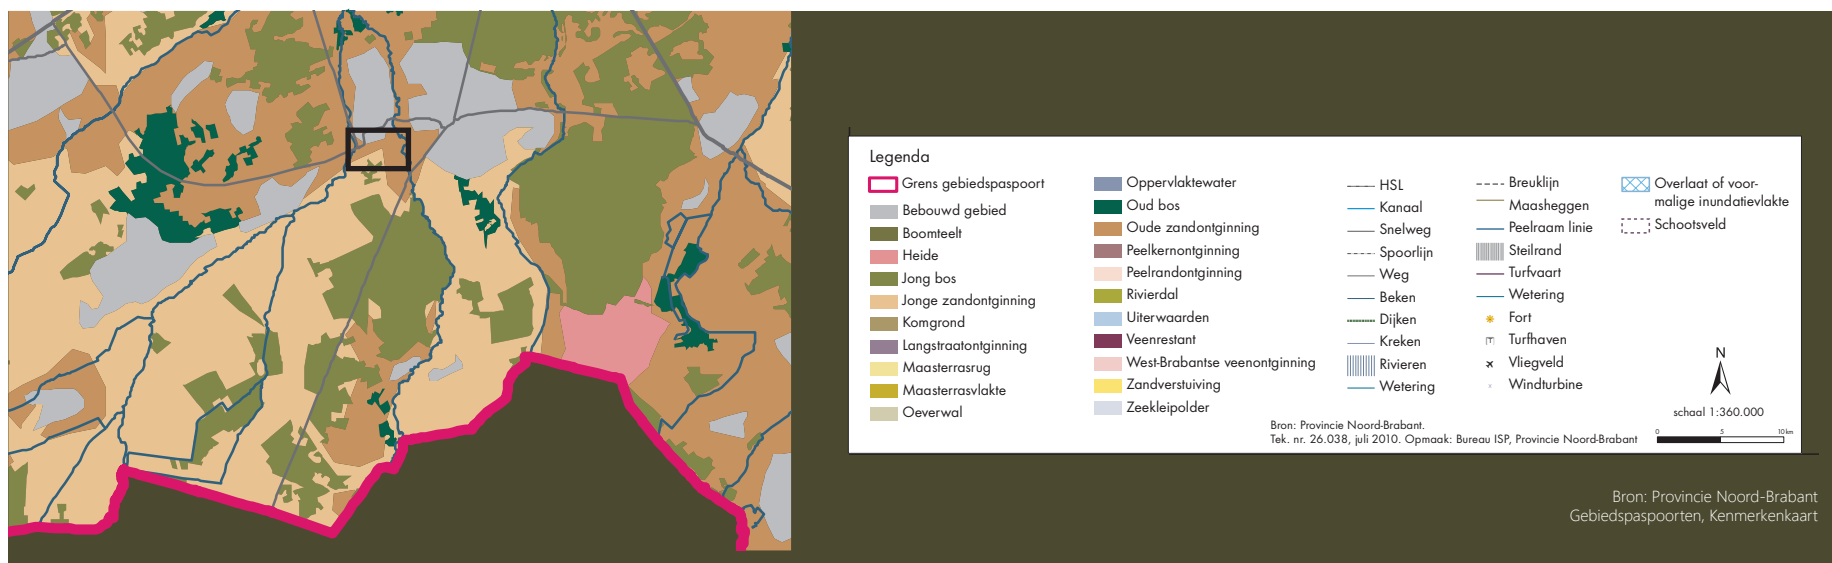 Legenda
Grens gebiedspaspoort
Bebouwd gebied
Boomteelt
Heide
Jong bos
Jonge zandontginning
Komgrond
Langstraatontginning
Maasterrasrug
Maasterrasvlakte
Oeverwal
Oppervlaktewater
Oud bos
Oude zandontginning
Peelkernontginning
Peelrandontginning
Rivierdal
Uiterwaarden
Veenrestant
West-Brabantse veenontginning
Zandverstuiving
Zeekleipolder
HSL
Kanaal
Snelweg
Spoorlijn
Weg
Beken
Dijken
Kreken
Rivieren
Wetering
Breuklijn
Maasheggen
Peelraam linie
Steilrand
Turfvaart
Wetering
Fort
Turfhaven
Vliegveld
Windturbine
Overlaat of voor-
malige inundatievlakte
Schootsveld
N
schaal 1:360.000
0 5 10 km
Bron: Provincie Noord-Brabant.
Tek. nr. 26.038, juli 2010. Opmaak: Bureau ISP, Provincie Noord-Brabant
Bron: Provincie Noord-Brabant
Gebiedspaspoorten, Kenmerkenkaart